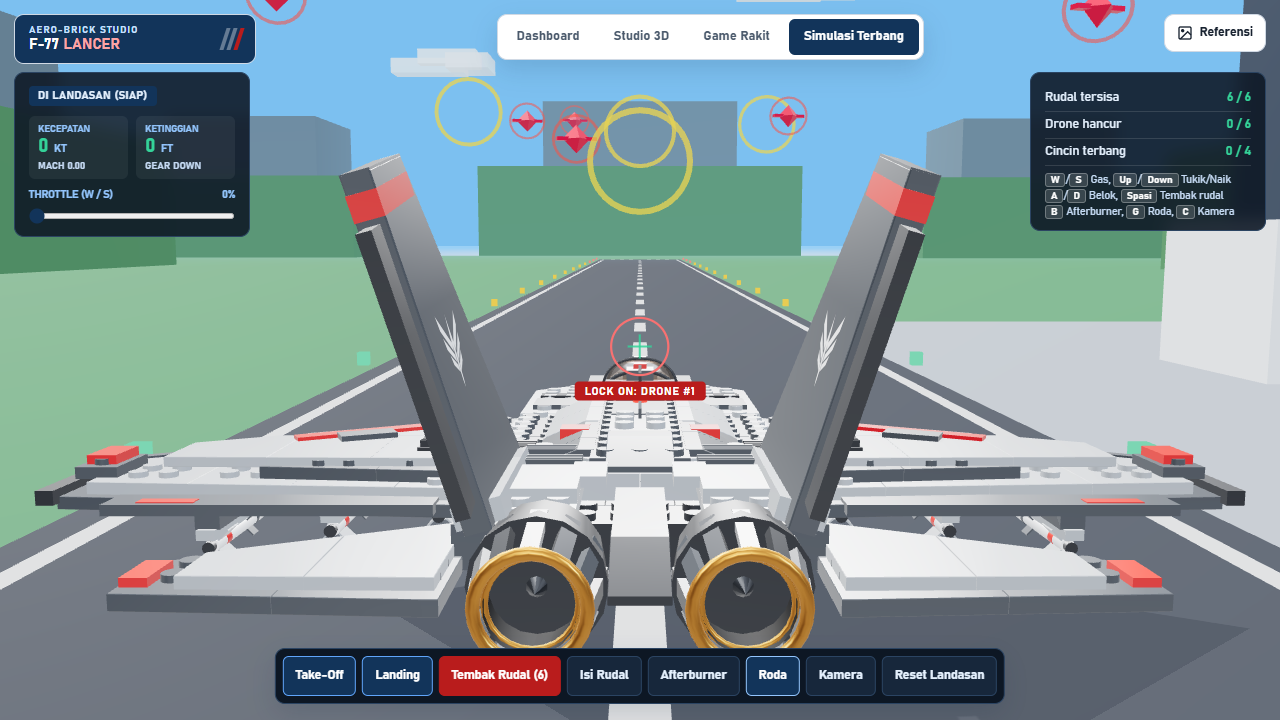 AERO-BRICK STUDIO
F-77 LANCER
Dashboard
Studio 3D
Game Rakit
Simulasi Terbang
Referensi
DI LANDASAN (SIAP)
KECEPATAN
0 KT
MACH 0.00
KETINGGIAN
0 FT
GEAR DOWN
THROTTLE (W / S) 0%
Rudal tersisa 6 / 6
Drone hancur 0 / 6
Cincin terbang 0 / 4
W/S Gas, Up/Down Tukik/Naik
A/D Belok, Spasi Tembak rudal
B Afterburner, G Roda, C Kamera
LOCK ON: DRONE #1
Take-Off
Landing
Tembak Rudal (6)
Isi Rudal
Afterburner
Roda
Kamera
Reset Landasan